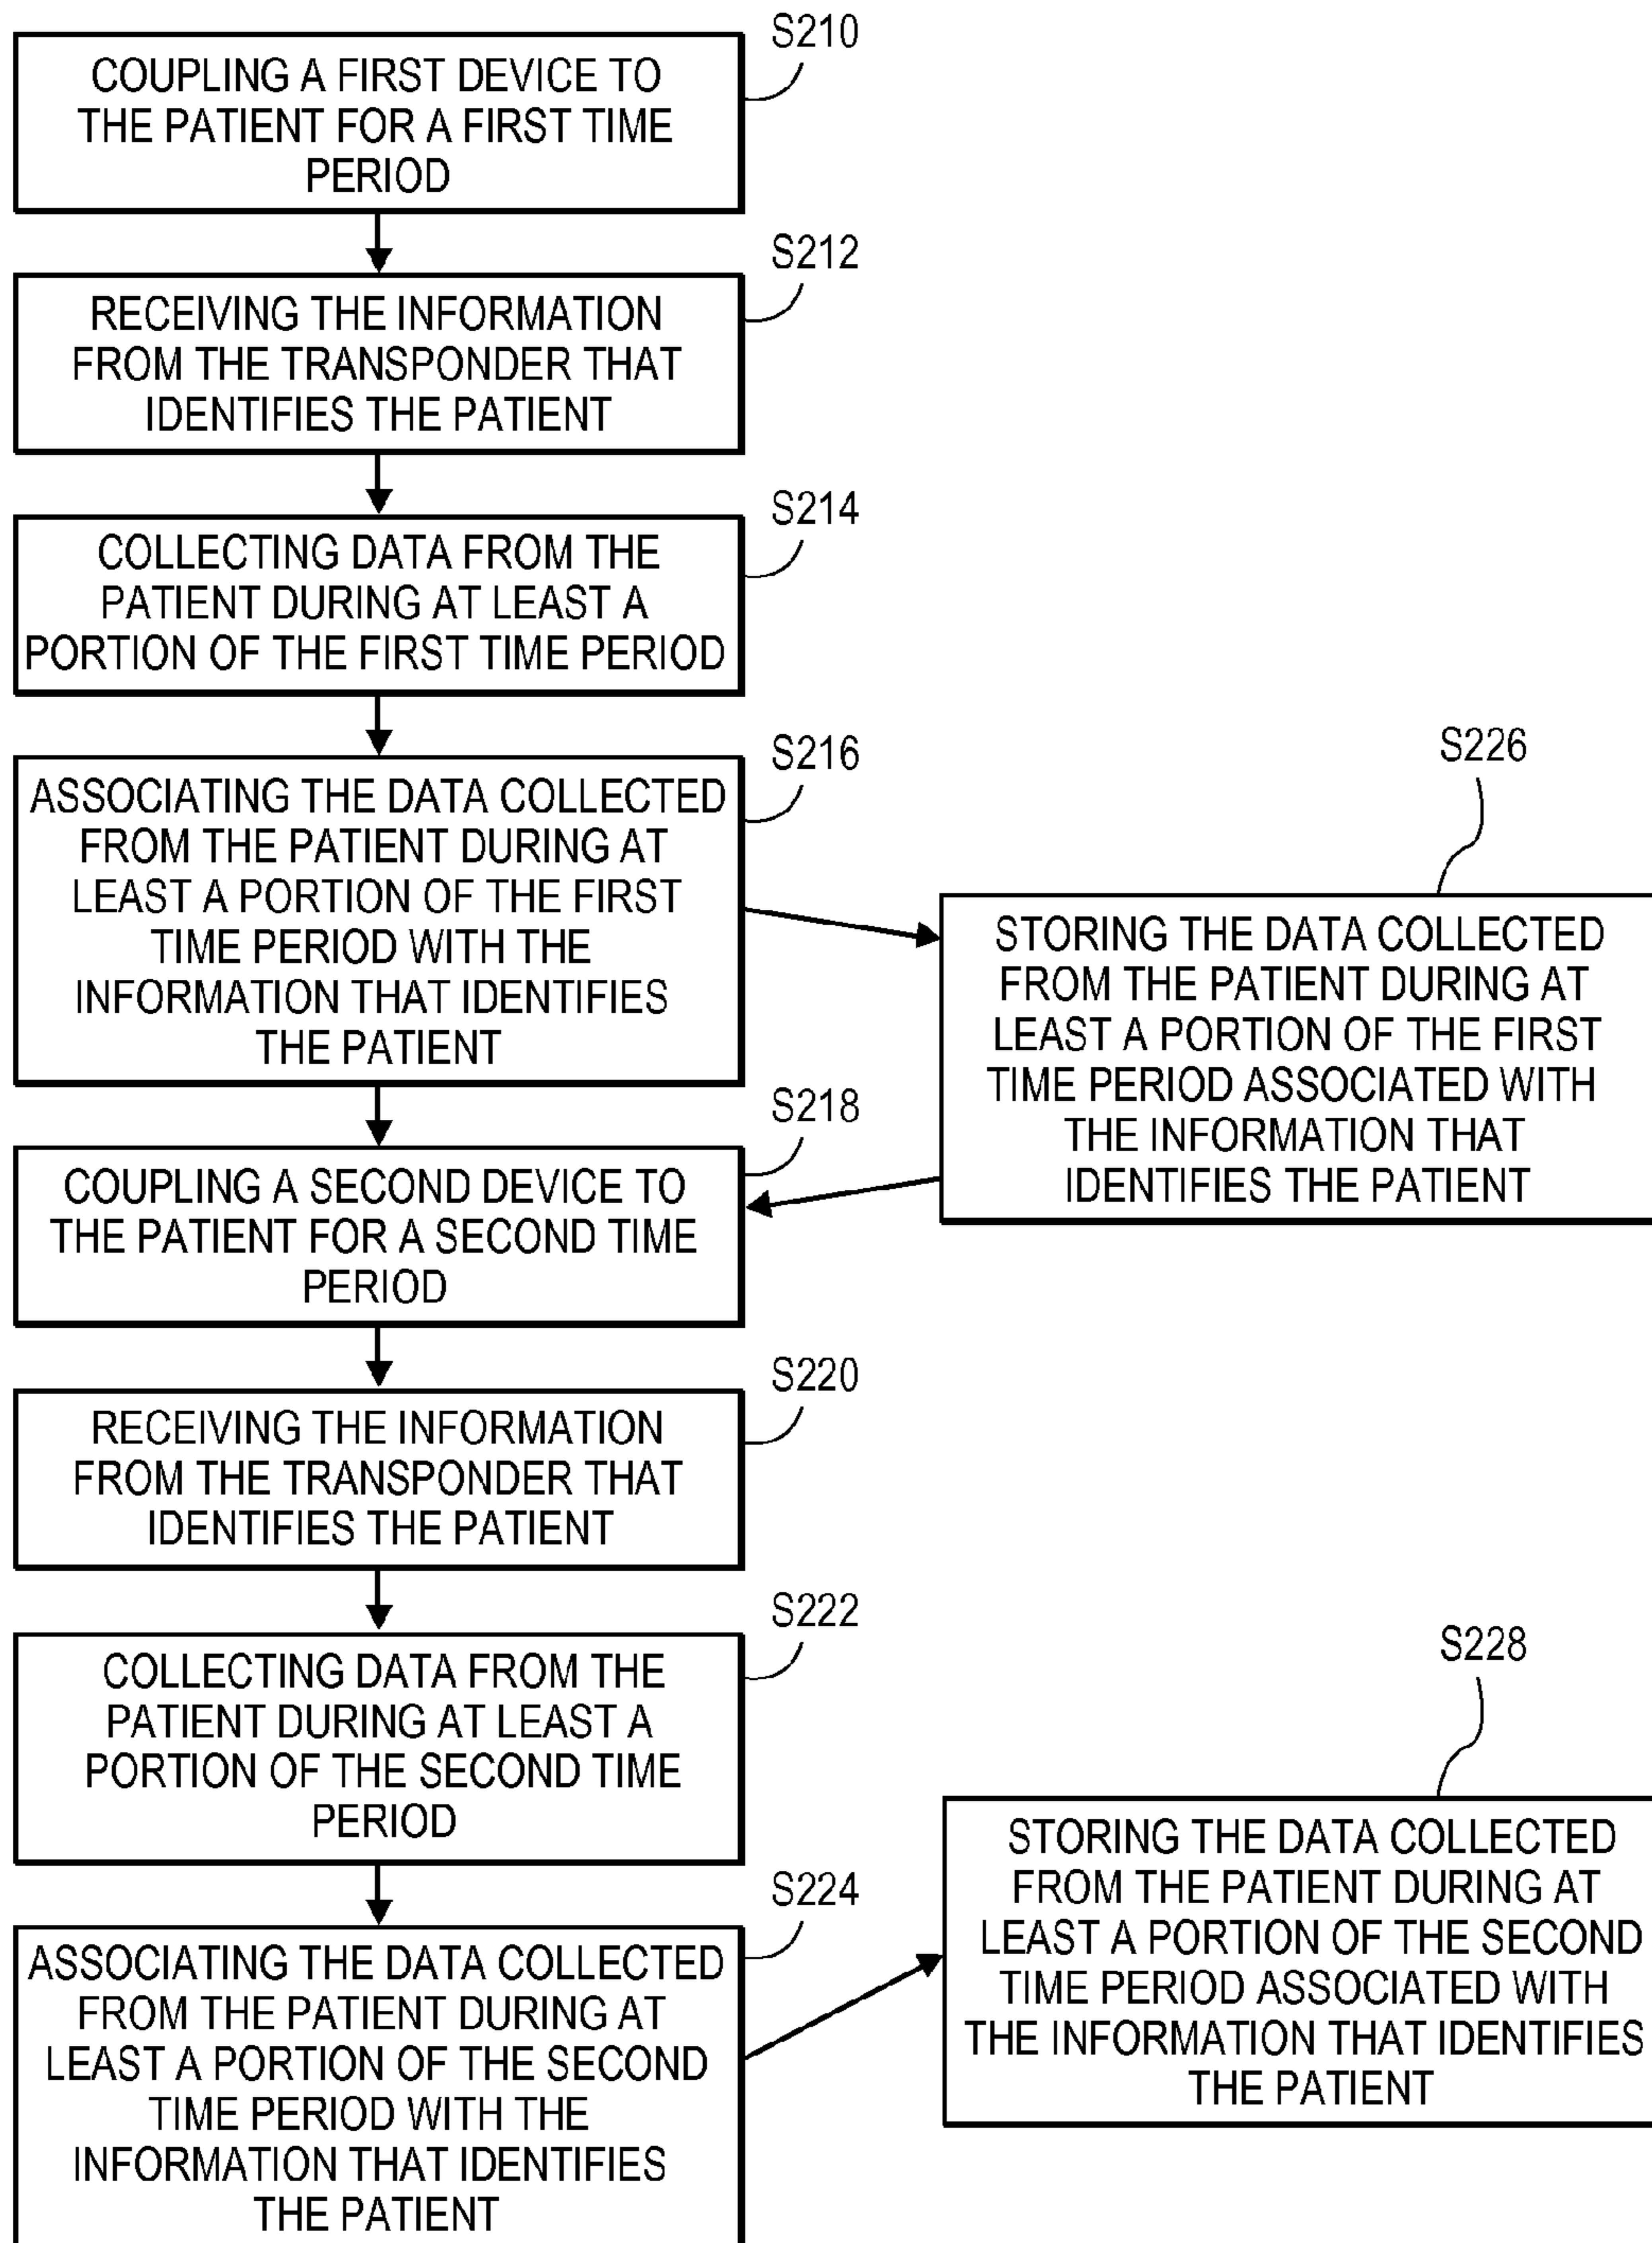 S210
COUPLING A FIRST DEVICE TO
THE PATIENT FOR A FIRST TIME
PERIOD
S212
RECEIVING THE INFORMATION
FROM THE TRANSPONDER THAT
IDENTIFIES THE PATIENT
S214
COLLECTING DATA FROM THE
PATIENT DURING AT LEAST A
PORTION OF THE FIRST TIME PERIOD
S216
ASSOCIATING THE DATA COLLECTED
FROM THE PATIENT DURING AT
LEAST A PORTION OF THE FIRST
TIME PERIOD WITH THE
INFORMATION THAT IDENTIFIES
THE PATIENT
S226
STORING THE DATA COLLECTED
FROM THE PATIENT DURING AT
LEAST A PORTION OF THE FIRST
TIME PERIOD ASSOCIATED WITH
THE INFORMATION THAT
IDENTIFIES THE PATIENT
S218
COUPLING A SECOND DEVICE TO
THE PATIENT FOR A SECOND TIME
PERIOD
S220
RECEIVING THE INFORMATION
FROM THE TRANSPONDER THAT
IDENTIFIES THE PATIENT
S222
COLLECTING DATA FROM THE
PATIENT DURING AT LEAST A
PORTION OF THE SECOND TIME
PERIOD
S224
ASSOCIATING THE DATA COLLECTED
FROM THE PATIENT DURING AT
LEAST A PORTION OF THE SECOND
TIME PERIOD WITH THE
INFORMATION THAT IDENTIFIES
THE PATIENT
S228
STORING THE DATA COLLECTED
FROM THE PATIENT DURING AT
LEAST A PORTION OF THE SECOND
TIME PERIOD ASSOCIATED WITH
THE INFORMATION THAT IDENTIFIES
THE PATIENT